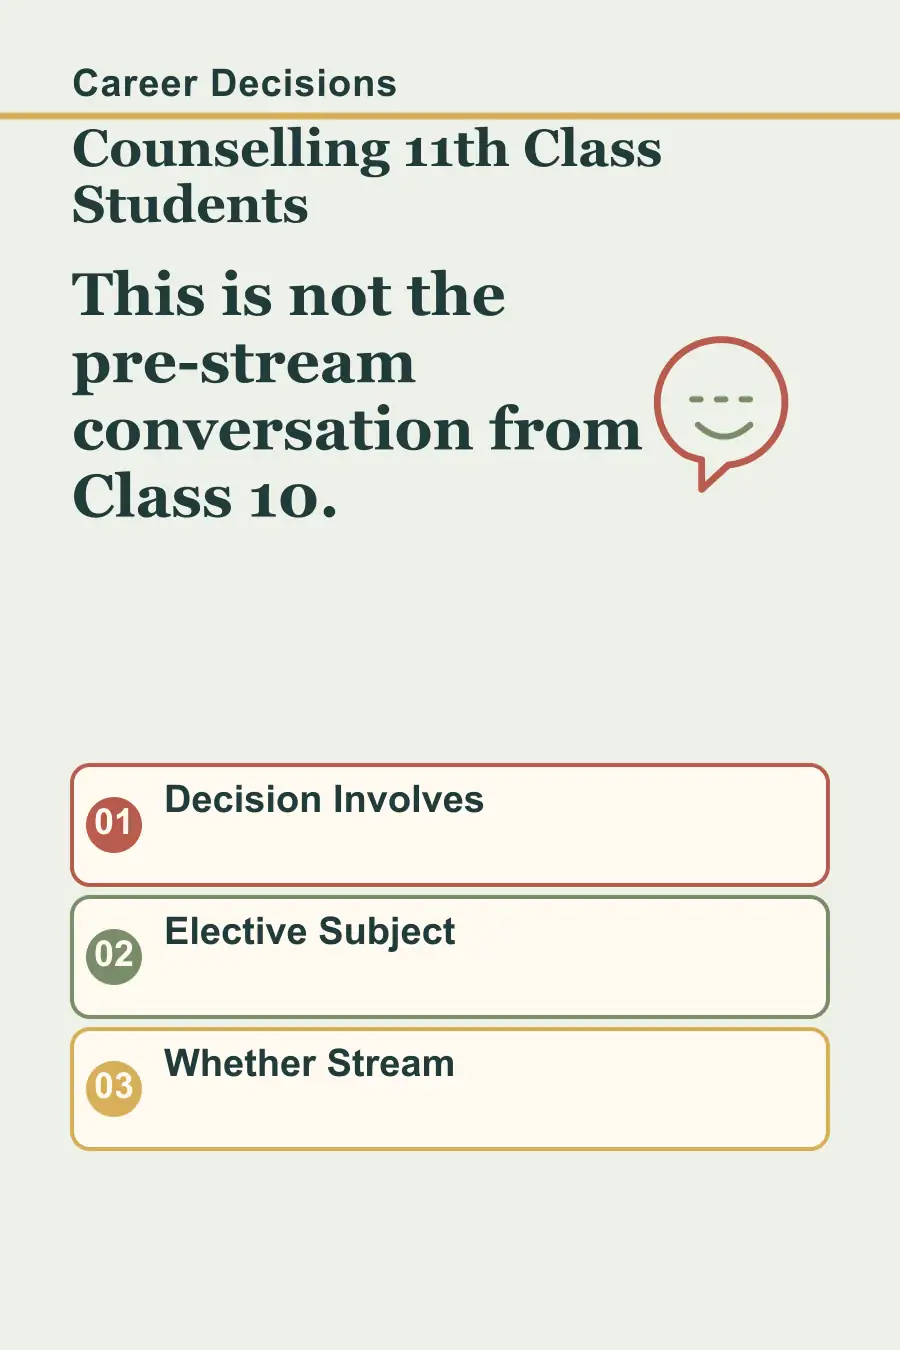 Career Decisions
Counselling 11th Class
Students
This is not the
pre-stream
conversation from
Class 10.
01
Decision Involves
02
Elective Subject
03
Whether Stream